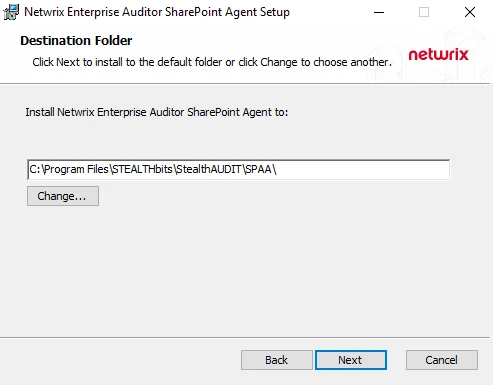 Netwrix Enterprise Auditor SharePoint Agent Setup
Destination Folder
Click Next to install to the default folder or click Change to choose another.
netwrix
Install Netwrix Enterprise Auditor SharePoint Agent to:
C:\Program Files\STEALTHbits\StealthAUDIT\SPAA\
Change...
Back
Next
Cancel